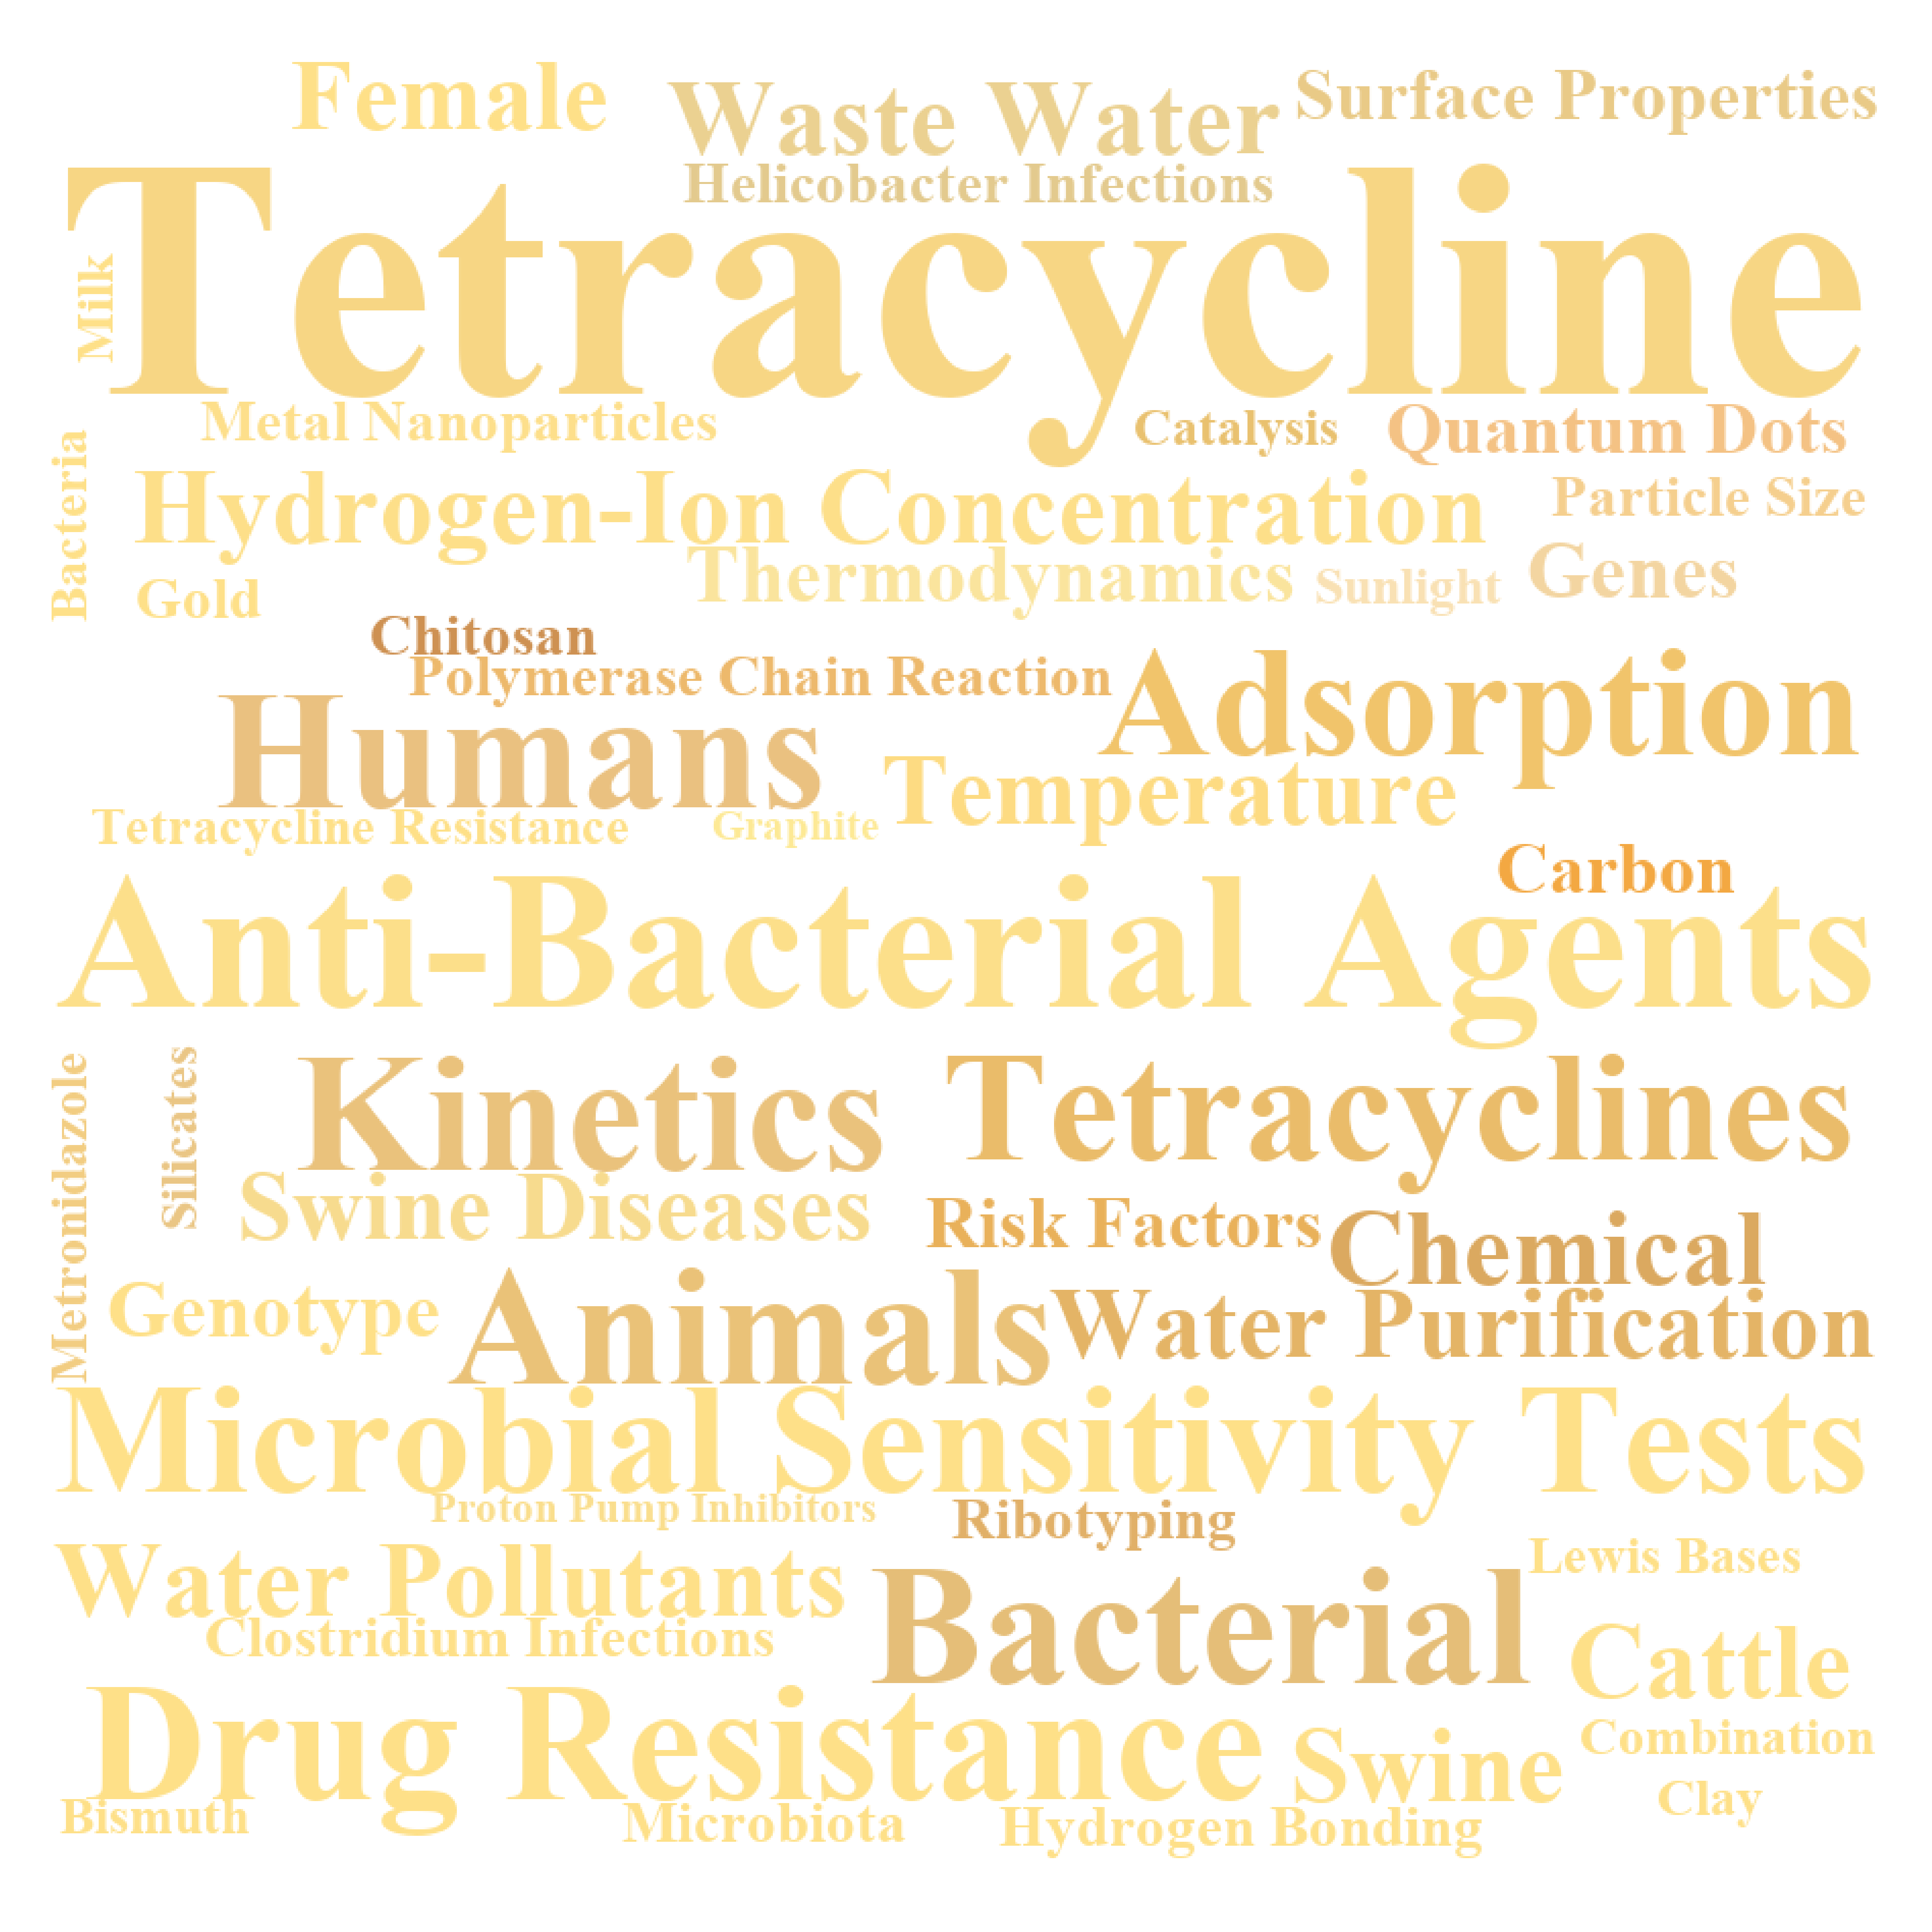 Female
Waste Water
Surface Properties
Helicobacter Infections
Tetracycline
Milk
Metal Nanoparticles
Catalysis
Quantum Dots
Bacteria
Hydrogen-Ion Concentration
Particle Size
Thermodynamics
Sunlight
Genes
Gold
Chitosan
Polymerase Chain Reaction
Adsorption
Humans
Temperature
Tetracycline Resistance
Graphite
Carbon
Anti-Bacterial Agents
Metronidazole
Silicates
Kinetics
Tetracyclines
Swine Diseases
Risk Factors
Chemical
Genotype
Animals
Water Purification
Microbial Sensitivity Tests
Proton Pump Inhibitors
Ribotyping
Water Pollutants
Lewis Bases
Clostridium Infections
Bacterial
Cattle
Drug Resistance
Swine
Combination
Clay
Bismuth
Microbiota
Hydrogen Bonding